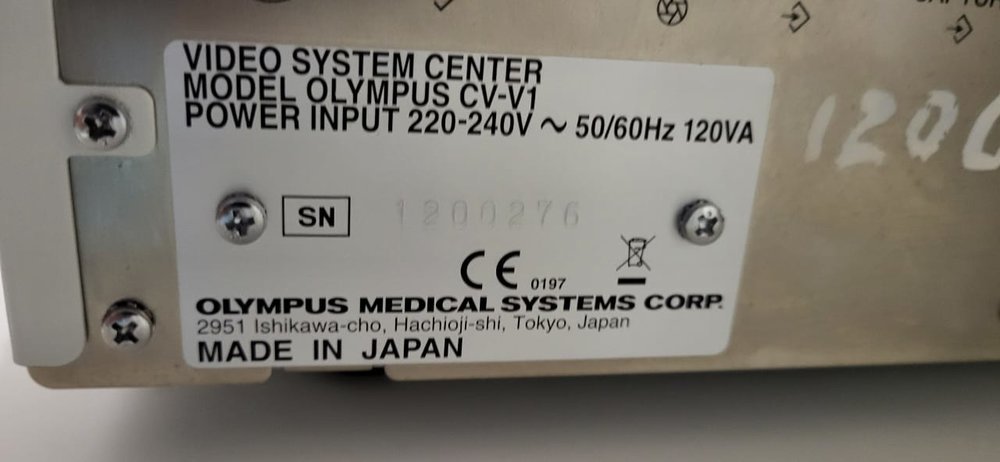 VIDEO SYSTEM CENTER
MODEL OLYMPUS CV-V1
POWER INPUT 220-240V ~ 50/60Hz 120VA
SN 1200276
CE 0197
OLYMPUS MEDICAL SYSTEMS CORP.
2951 Ishikawa-cho, Hachioji-shi, Tokyo, Japan
MADE IN JAPAN
120